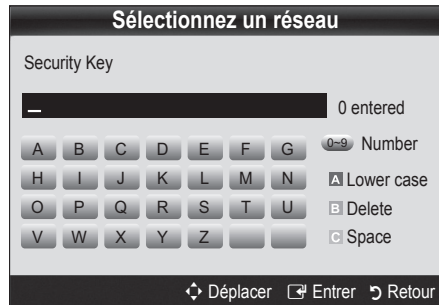 Sélectionnez un réseau
Security Key
_ 0 entered
A B C D E F G 0~9 Number
H I J K L M N A Lower case
O P Q R S T U B Delete
V W X Y Z C Space
Déplacer Entrer Retour